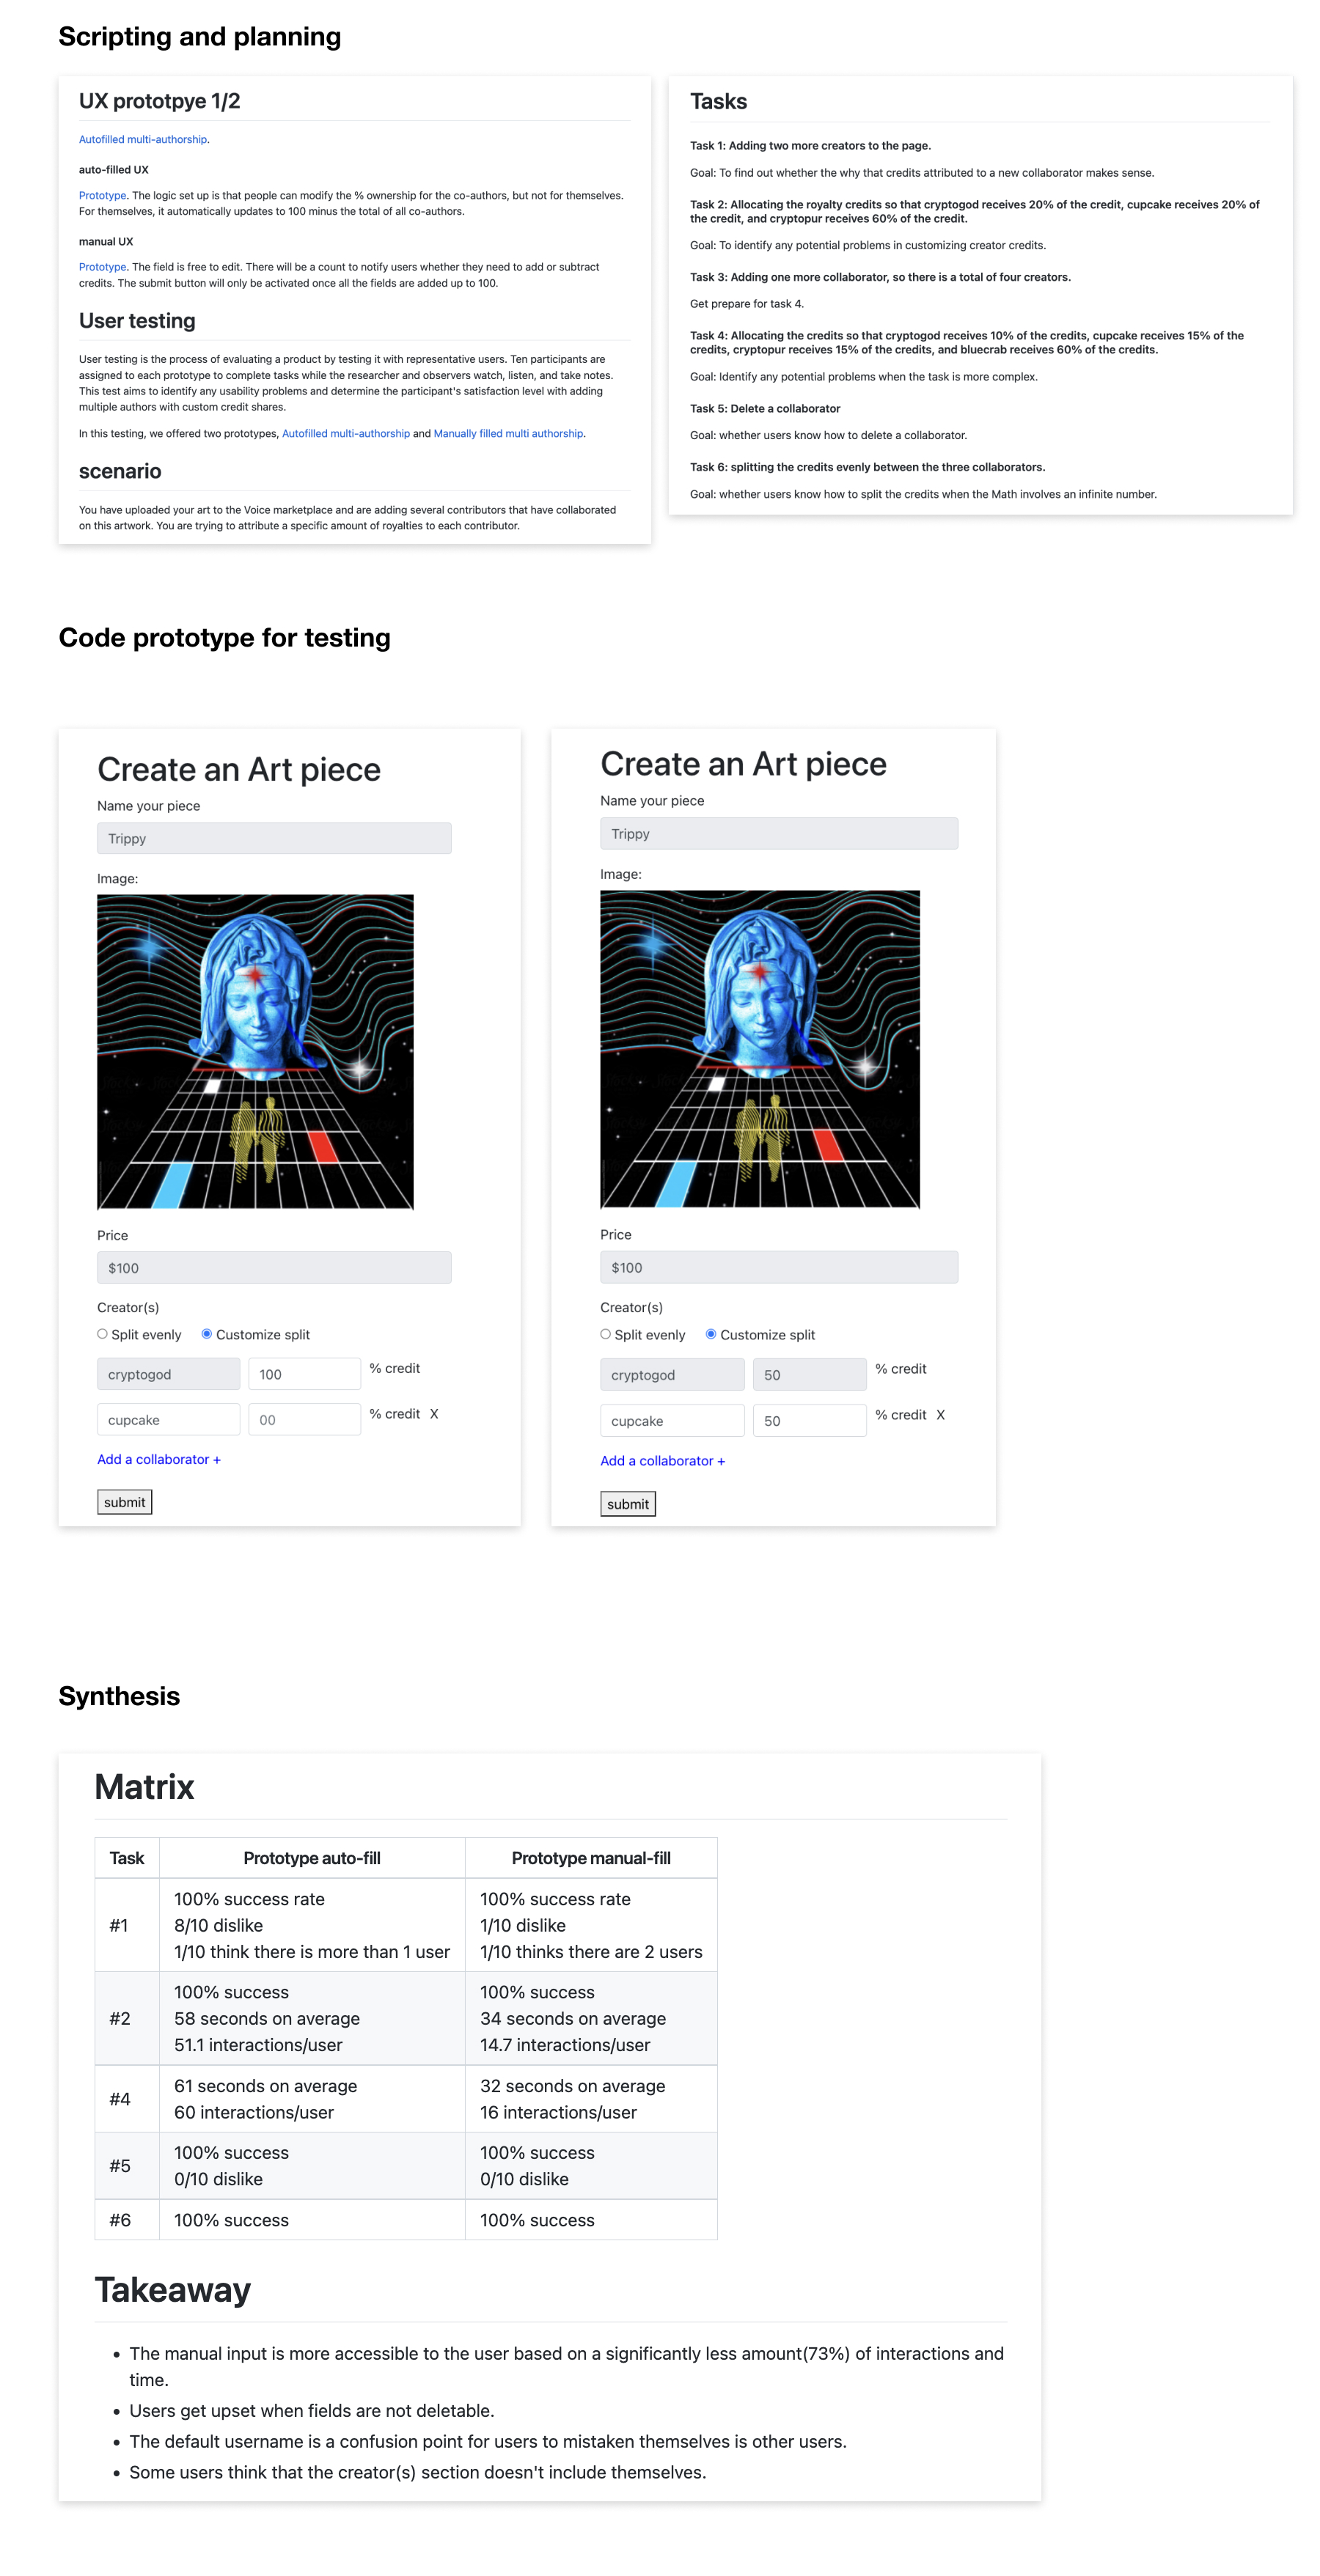 Scripting and planning
UX prototpye 1/2
Autofilled multi-authorship.
auto-filled UX
Prototype. The logic set up is that people can modify the % ownership for the co-authors, but not for themselves.
For themselves, it automatically updates to 100 minus the total of all co-authors.
manual UX
Prototype. The field is free to edit. There will be a count to notify users whether they need to add or subtract
credits. The submit button will only be activated once all the fields are added up to 100.
User testing
User testing is the process of evaluating a product by testing it with representative users. Ten participants are
assigned to each prototype to complete tasks while the researcher and observers watch, listen, and take notes.
This test aims to identify any usability problems and determine the participant's satisfaction level with adding
multiple authors with custom credit shares.
In this testing, we offered two prototypes, Autofilled multi-authorship and Manually filled multi authorship.
scenario
You have uploaded your art to the Voice marketplace and are adding several contributors that have collaborated
on this artwork. You are trying to attribute a specific amount of royalties to each contributor.
Tasks
Task 1: Adding two more creators to the page.
Goal: To find out whether the why that credits attributed to a new collaborator makes sense.
Task 2: Allocating the royalty credits so that cryptogod receives 20% of the credit, cupcake receives 20% of
the credit, and cryptopur receives 60% of the credit.
Goal: To identify any potential problems in customizing creator credits.
Task 3: Adding one more collaborator, so there is a total of four creators.
Get prepare for task 4.
Task 4: Allocating the credits so that cryptogod receives 10% of the credits, cupcake receives 15% of the
credits, cryptopur receives 15% of the credits, and bluecrab receives 60% of the credits.
Goal: Identify any potential problems when the task is more complex.
Task 5: Delete a collaborator
Goal: whether users know how to delete a collaborator.
Task 6: splitting the credits evenly between the three collaborators.
Goal: whether users know how to split the credits when the Math involves an infinite number.
Code prototype for testing
Create an Art piece
Name your piece
Trippy
Image:
Price
$100
Creator(s)
Split evenly Customize split
cryptogod 100 % credit
cupcake 00 % credit X
Add a collaborator +
submit
Create an Art piece
Name your piece
Trippy
Image:
Price
$100
Creator(s)
Split evenly Customize split
cryptogod 50 % credit
cupcake 50 % credit X
Add a collaborator +
submit
Synthesis
Matrix
Task Prototype auto-fill Prototype manual-fill
#1
100% success rate
8/10 dislike
1/10 think there is more than 1 user
100% success rate
1/10 dislike
1/10 thinks there are 2 users
#2
100% success
58 seconds on average
51.1 interactions/user
100% success
34 seconds on average
14.7 interactions/user
#4
61 seconds on average
60 interactions/user
32 seconds on average
16 interactions/user
#5
100% success
0/10 dislike
100% success
0/10 dislike
#6
100% success
100% success
Takeaway
• The manual input is more accessible to the user based on a significantly less amount(73%) of interactions and
time.
• Users get upset when fields are not deletable.
• The default username is a confusion point for users to mistaken themselves is other users.
• Some users think that the creator(s) section doesn't include themselves.